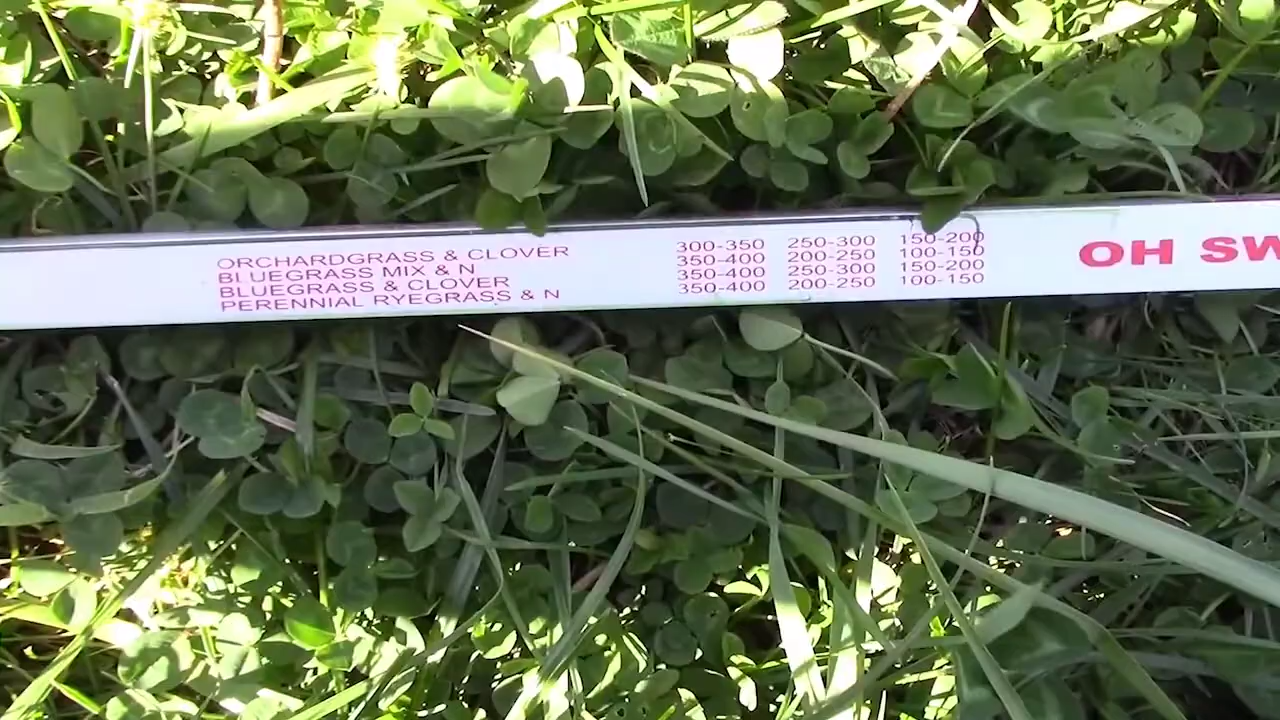 ORCHARDGRASS & CLOVER 300-350 250-300 150-200
BLUEGRASS MIX & N 350-400 200-250 100-150
BLUEGRASS & CLOVER 350-400 250-300 150-200
PERENNIAL RYEGRASS & N 350-400 200-250 100-150
OH SW